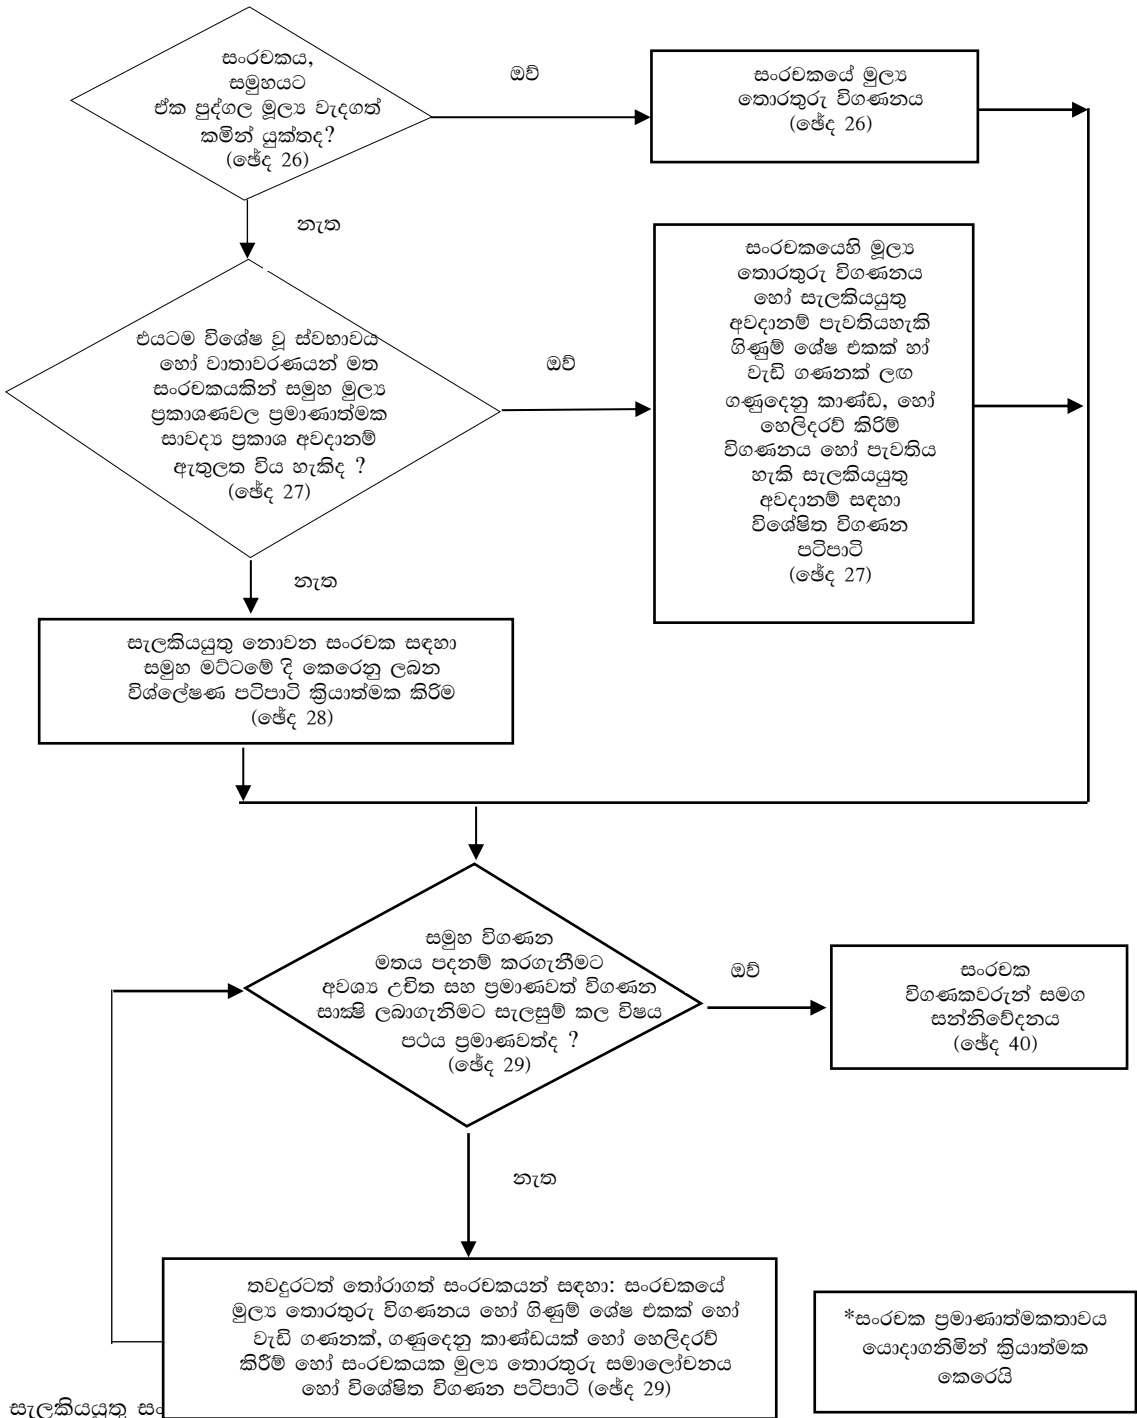 සංරචකය,
සමුහයට
ඒක පුද්ගල මූල්‍ය වැදගත්
කමින් යුක්තද?
(ඡේද 26)
ඔව්
සංරචකයේ මුල්‍ය
තොරතුරු විගණනය
(ඡේද 26)
නැත
එයටම විශේෂ වූ ස්වභාවය
හෝ වාතාවරණයන් මත
සංරචකයකින් සමුහ මුල්‍ය
ප්‍රකාශණවල ප්‍රමාණාත්මක
සාවද්‍ය ප්‍රකාශ අවදානම්
ඇතුලත විය හැකිද ?
(ඡේද 27)
ඔව්
සංරචකයෙහි මූල්‍ය
තොරතුරු විගණනය
හෝ සැලකියයුතු
අවදානම් පැවතියහැකි
ගිණුම් ශේෂ එකක් හා
වැඩි ගණනක් ලඟ
ගණුදෙනු කාණ්ඩ, හෝ
හෙලිදරව් කිරිම්
විගණනය හෝ පැවතිය
හැකි සැලකියයුතු
අවදානම් සඳහා
විශේෂිත විගණන
පටිපාටි
(ඡේද 27)
නැත
සැලකියයුතු නොවන සංරචක සඳහා
සමුහ මට්ටමේ දි කෙරෙනු ලබන
විශ්ලේෂණ පටිපාටි ක්‍රියාත්මක කිරිම
(ඡේද 28)
සමුහ විගණන
මතය පදනම් කරගැනීමට
අවශ්‍ය උචිත සහ ප්‍රමාණවත් විගණන
සාක්‍ෂි ලබාගැනිමට සැලසුම් කල විෂය
පථය ප්‍රමාණවත්ද ?
(ඡේද 29)
ඔව්
සංරචක
විගණකවරුන් සමග
සන්නිවේදනය
(ඡේද 40)
නැත
තවදුරටත් තෝරාගත් සංරචකයන් සඳහා: සංරචකයේ
මුල්‍ය තොරතුරු විගණනය හෝ ගිණුම් ශේෂ එකක් හෝ
වැඩි ගණනක්, ගණුදෙනු කාණ්ඩයක් හෝ හෙලිදරව්
කිරීම් හෝ සංරචකයක මුල්‍ය තොරතුරු සමාලෝචනය
හෝ විශේෂිත විගණන පටිපාටි (ඡේද 29)
*සංරචක ප්‍රමාණාත්මකතාවය
යොදාගනිමින් ක්‍රියාත්මක
කෙරෙයි
සැලකියයුතු